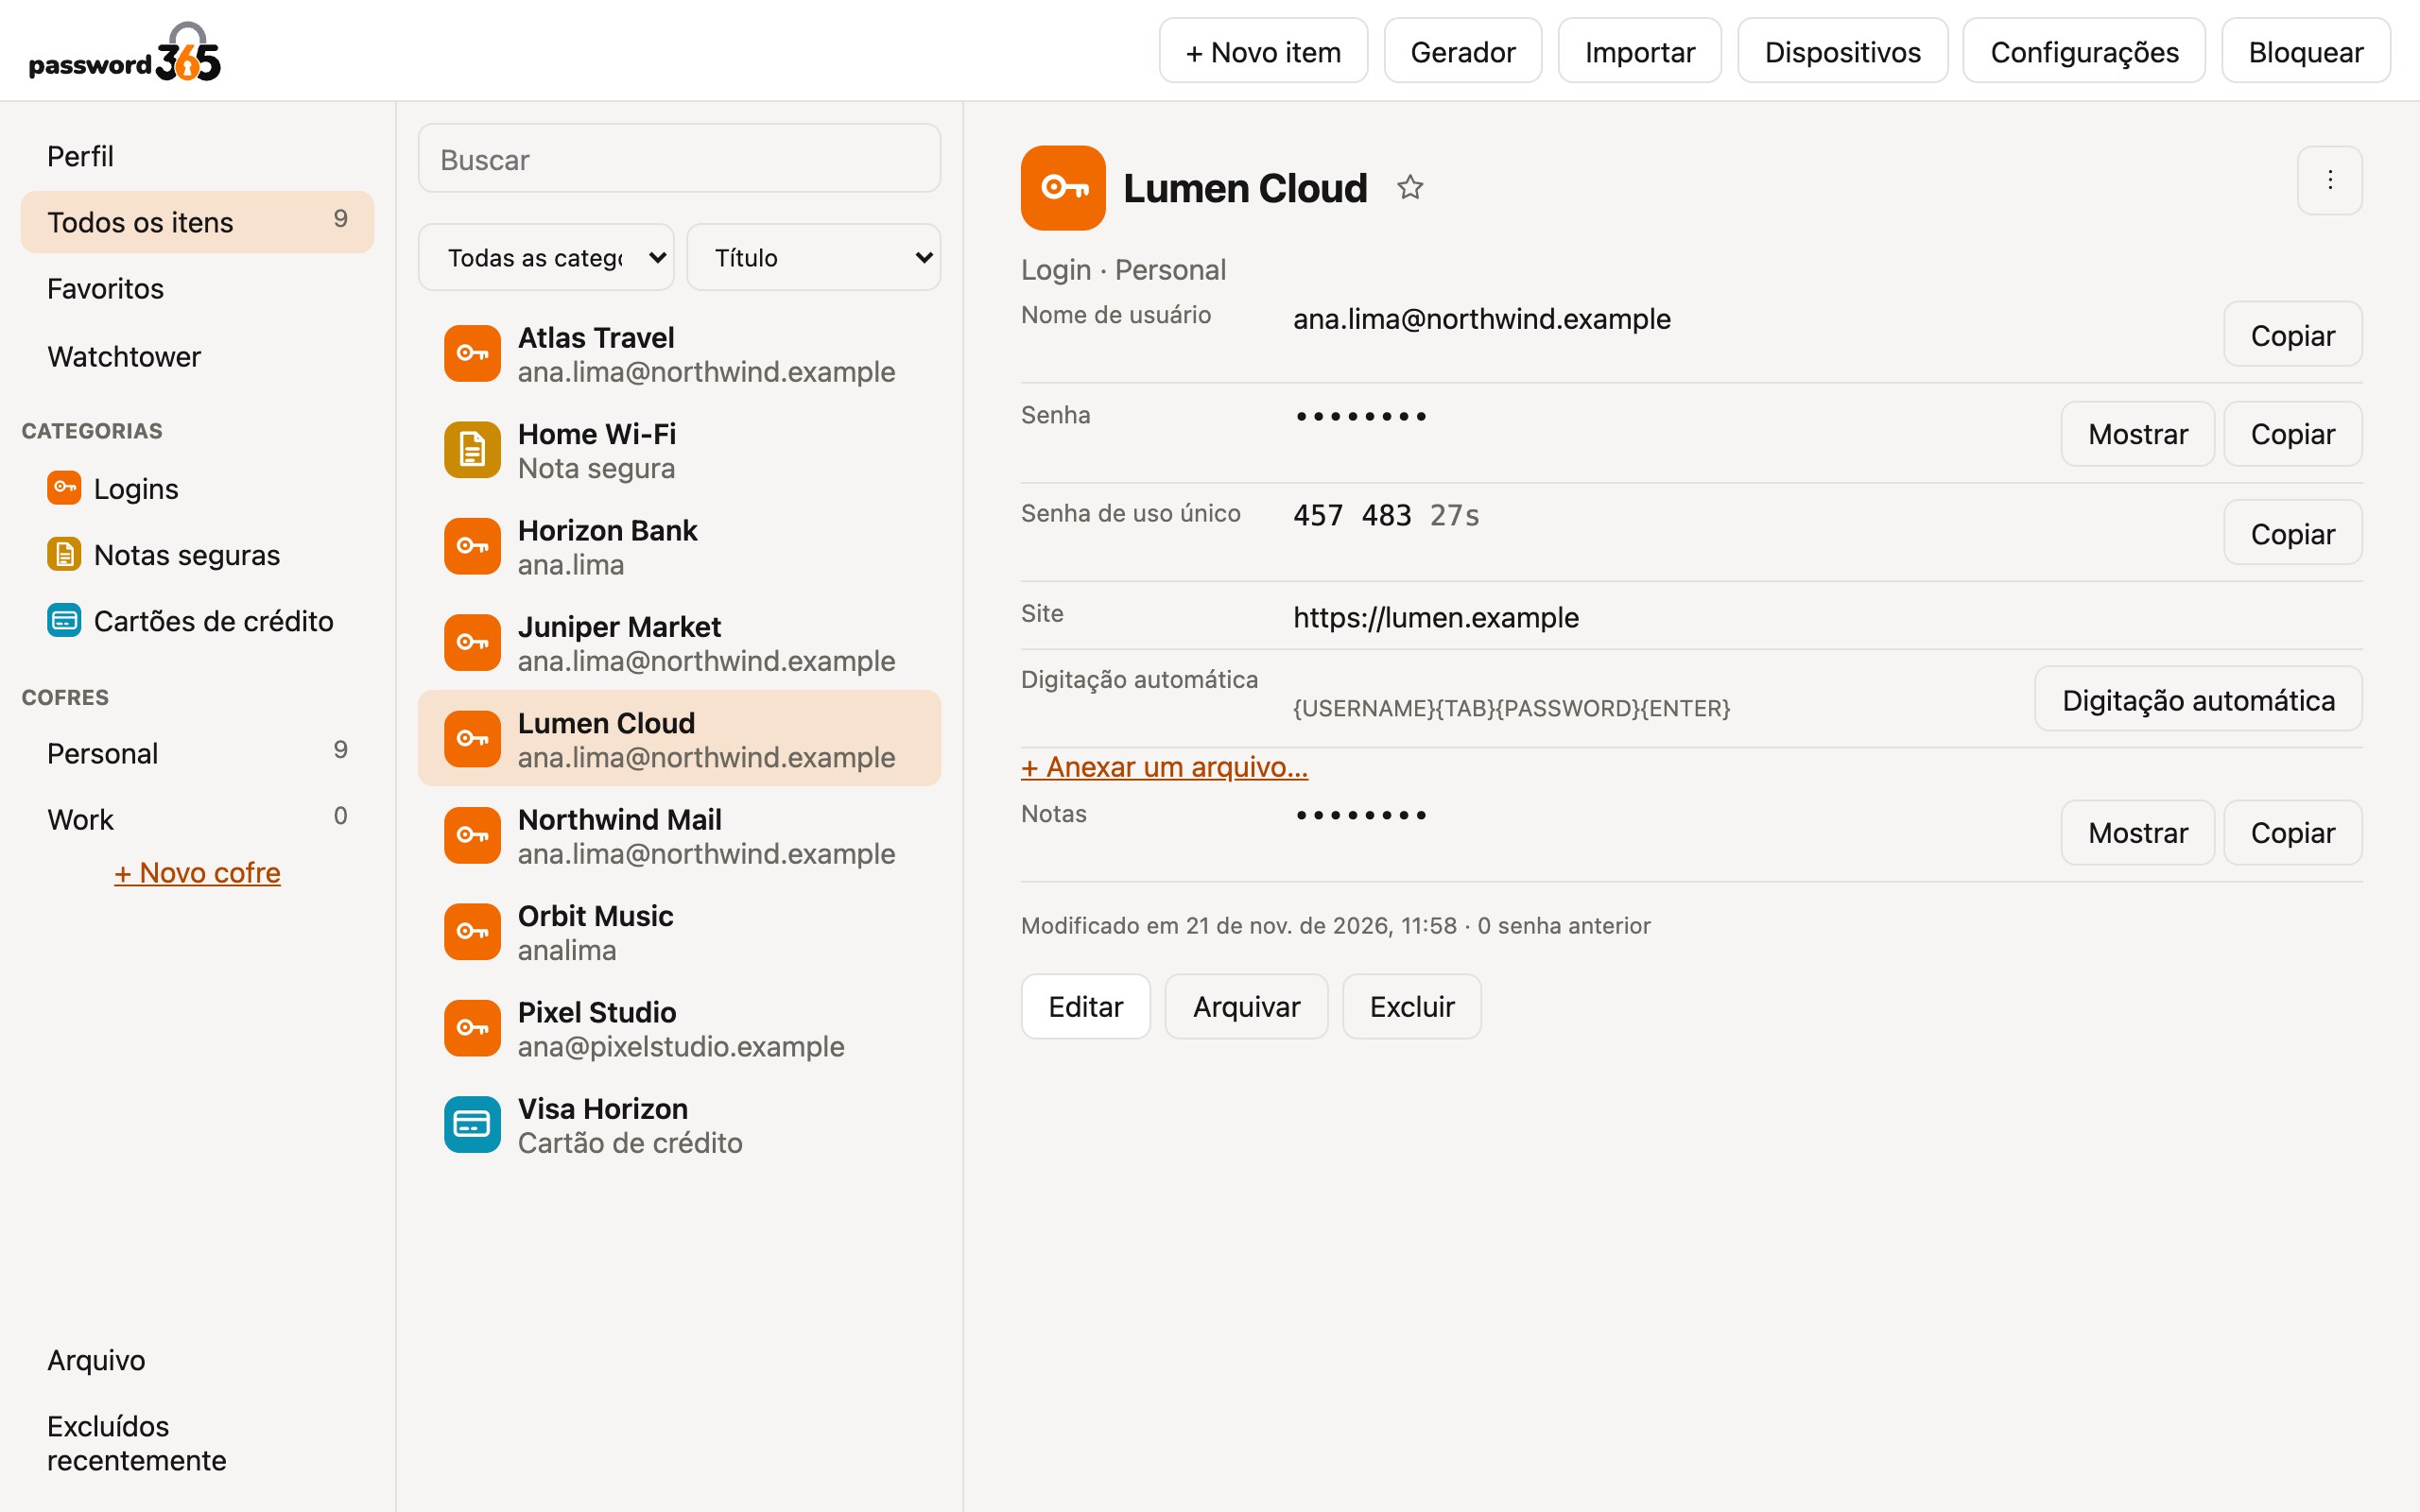 password 365
+ Novo item
Gerador
Importar
Dispositivos
Configurações
Bloquear
Perfil
Todos os itens 9
Favoritos
Watchtower
CATEGORIAS
Logins
Notas seguras
Cartões de crédito
COFRES
Personal 9
Work 0
+ Novo cofre
Arquivo
Excluídos
recentemente
Buscar
Título
Atlas Travel
ana.lima@northwind.example
Home Wi-Fi
Nota segura
Horizon Bank
ana.lima
Juniper Market
ana.lima@northwind.example
Lumen Cloud
ana.lima@northwind.example
Northwind Mail
ana.lima@northwind.example
Orbit Music
analima
Pixel Studio
ana@pixelstudio.example
Visa Horizon
Cartão de crédito
Lumen Cloud
Login · Personal
Nome de usuário ana.lima@northwind.example Copiar
Senha •••••••• Mostrar Copiar
Senha de uso único 457 483 27s Copiar
Site https://lumen.example
Digitação automática {USERNAME}{TAB}{PASSWORD}{ENTER} Digitação automática
+ Anexar um arquivo...
Notas •••••••• Mostrar Copiar
Modificado em 21 de nov. de 2026, 11:58 · 0 senha anterior
Editar
Arquivar
Excluir